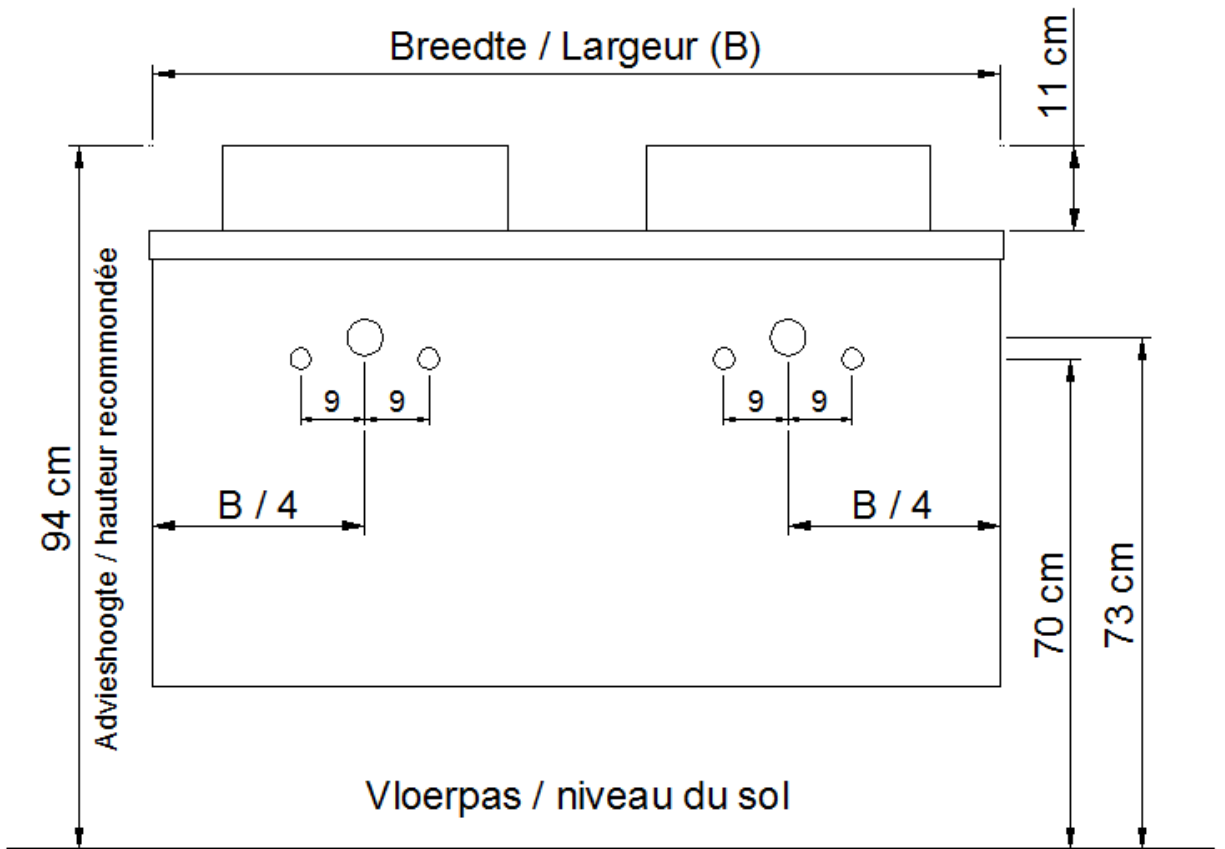 Breedte / Largeur (B)
11 cm
94 cm
Advieshoogte / hauteur recommondée
9 9
9 9
B / 4
B / 4
70 cm
73 cm
Vloerpas / niveau du sol